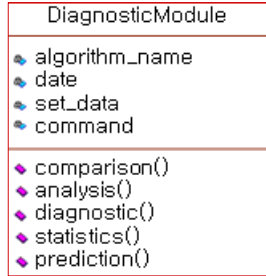 DiagnosticModule
algorithm_name
date
set_data
command
comparison()
analysis()
diagnostic()
statistics()
prediction()